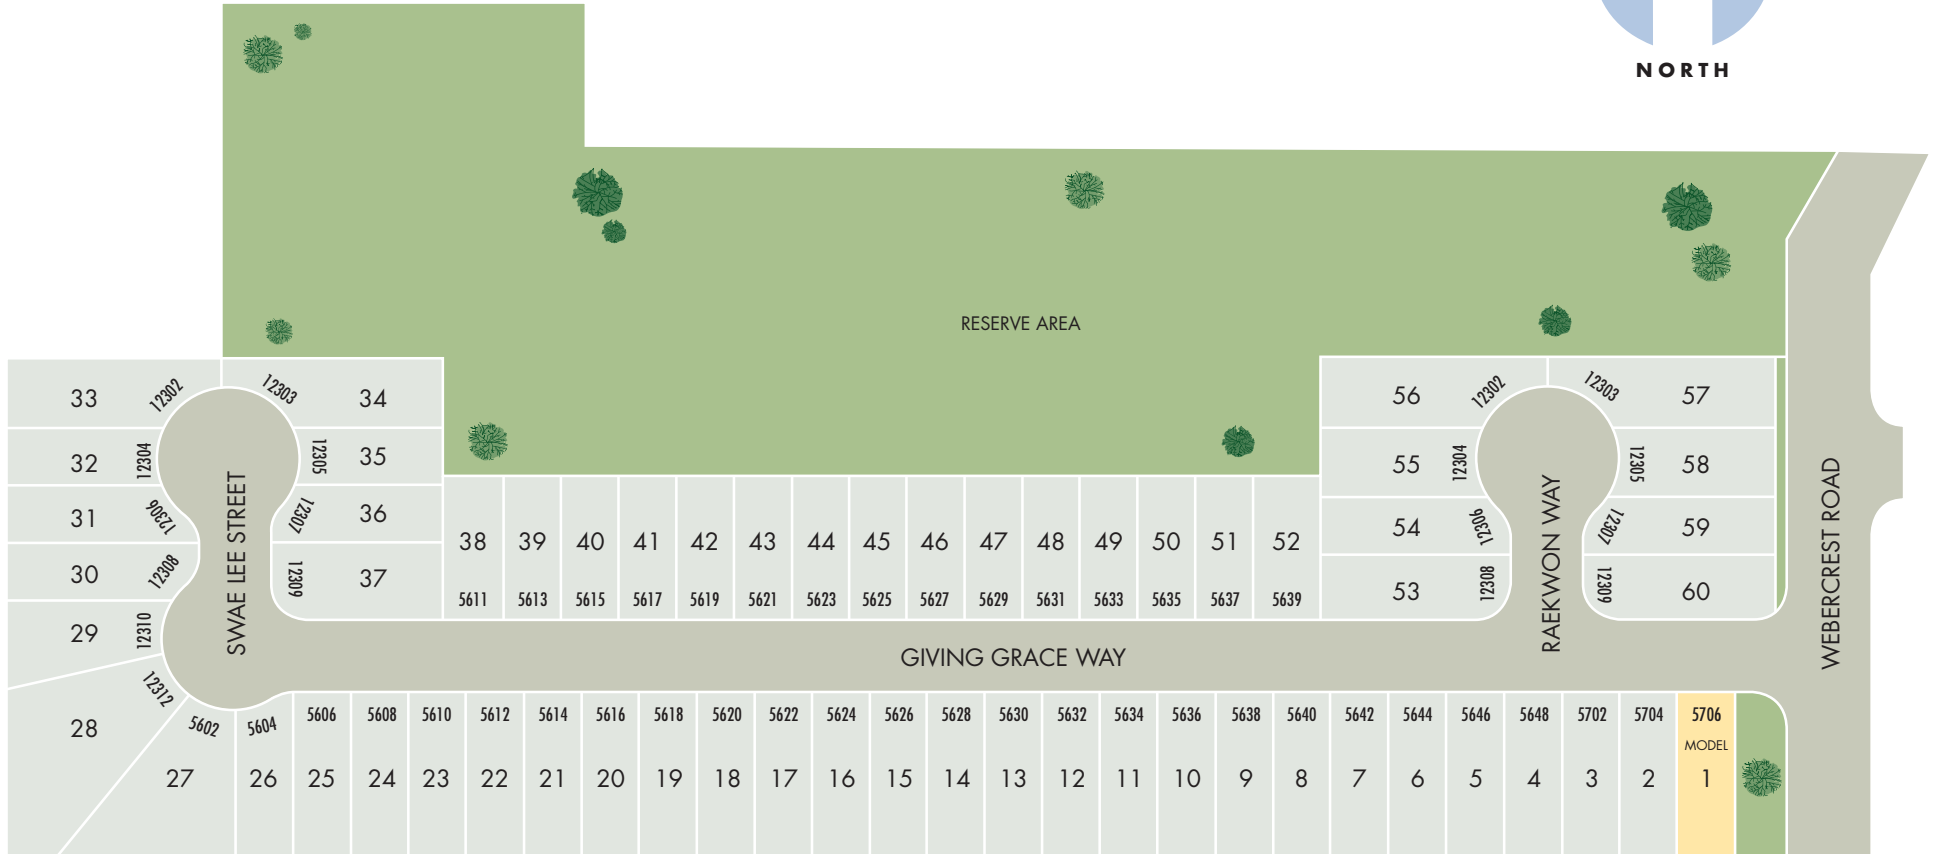 NORTH
RESERVE AREA
33 12302 12303 34
32 12304 12305 35
31 12306 12307 36
30 12308 12309 37
29 12310
28 12312
SWAE LEE STREET
56 12302 12303 57
55 12304 12305 58
54 12306 12307 59
53 12308 12309 60
RAEKWON WAY
WEBERCREST ROAD
38 39 40 41 42 43 44 45 46 47 48 49 50 51 52
5611 5613 5615 5617 5619 5621 5623 5625 5627 5629 5631 5633 5635 5637 5639
GIVING GRACE WAY
5602 5604 5606 5608 5610 5612 5614 5616 5618 5620 5622 5624 5626 5628 5630 5632 5634 5636 5638 5640 5642 5644 5646 5648 5702 5704 5706
MODEL
27 26 25 24 23 22 21 20 19 18 17 16 15 14 13 12 11 10 9 8 7 6 5 4 3 2 1